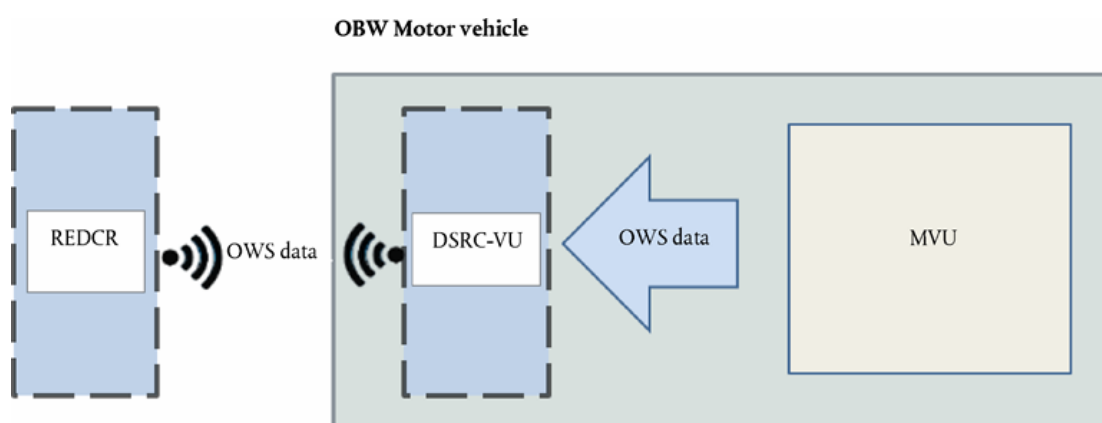 OBW Motor vehicle
REDCR
OWS data
DSRC-VU
OWS data
MVU